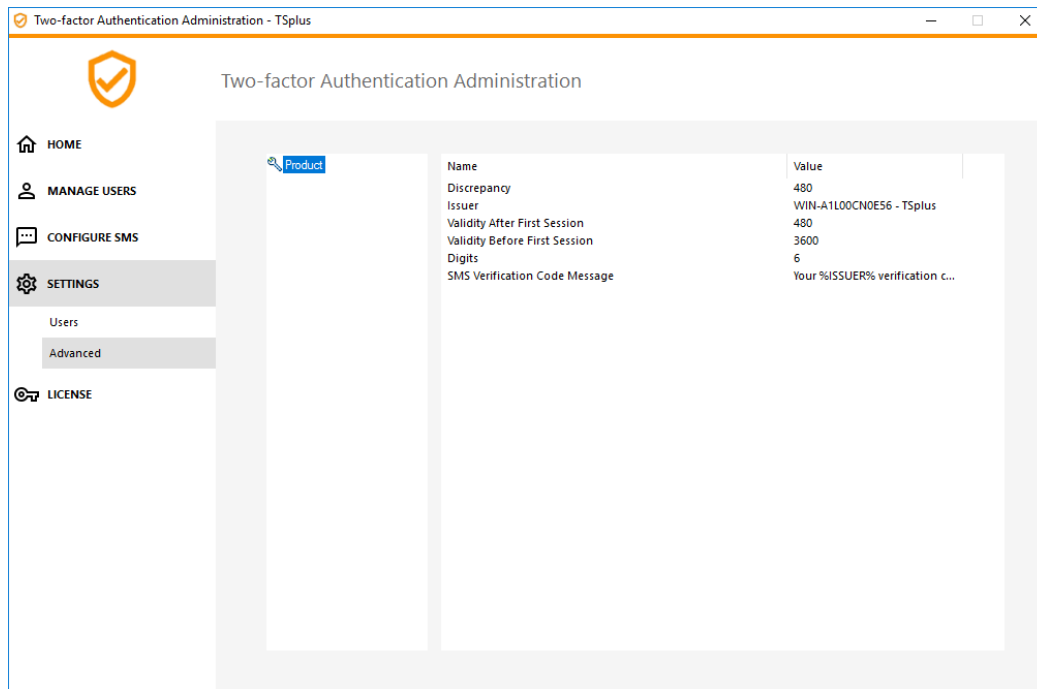 Two-factor Authentication Administration - TSplus
Two-factor Authentication Administration
HOME
MANAGE USERS
CONFIGURE SMS
SETTINGS
Users
Advanced
LICENSE
Product
Name Value
Discrepancy 480
Issuer WIN-A1L00CN0E56 - TSplus
Validity After First Session 480
Validity Before First Session 3600
Digits 6
SMS Verification Code Message Your %ISSUER% verification c...